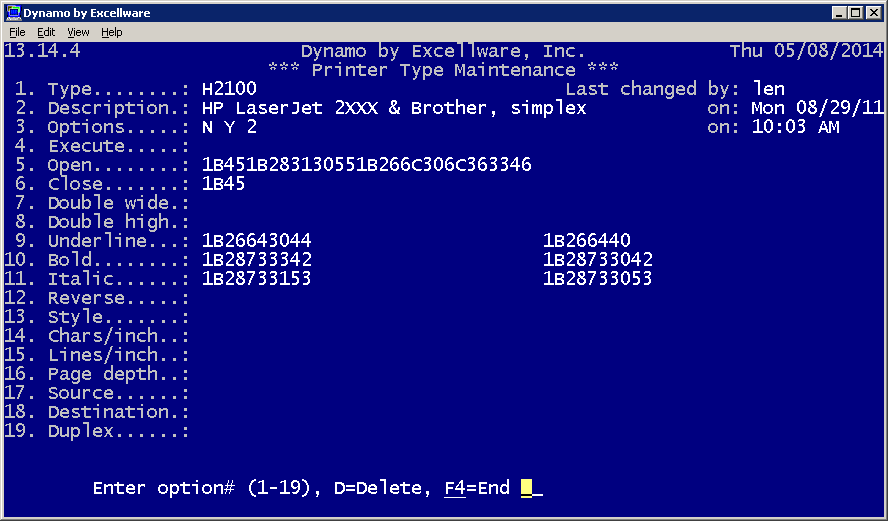 Dynamo by Excellware
File Edit View Help
13.14.4 Dynamo by Excellware, Inc. Thu 05/08/2014
*** Printer Type Maintenance ***
1. Type........: H2100 Last changed by: len
2. Description.: HP LaserJet 2XXX & Brother, simplex on: Mon 08/29/11
3. Options.....: N Y 2 on: 10:03 AM
4. Execute.....:
5. Open........: 1B451B283130551B266C306C363346
6. Close.......: 1B45
7. Double wide.:
8. Double high.:
9. Underline...: 1B26643044 1B266440
10. Bold........: 1B28733342 1B28733042
11. Italic......: 1B28733153 1B28733053
12. Reverse.....:
13. Style.......:
14. Chars/inch..:
15. Lines/inch..:
16. Page depth..:
17. Source......:
18. Destination.:
19. Duplex......:
Enter option# (1-19), D=Delete, F4=End